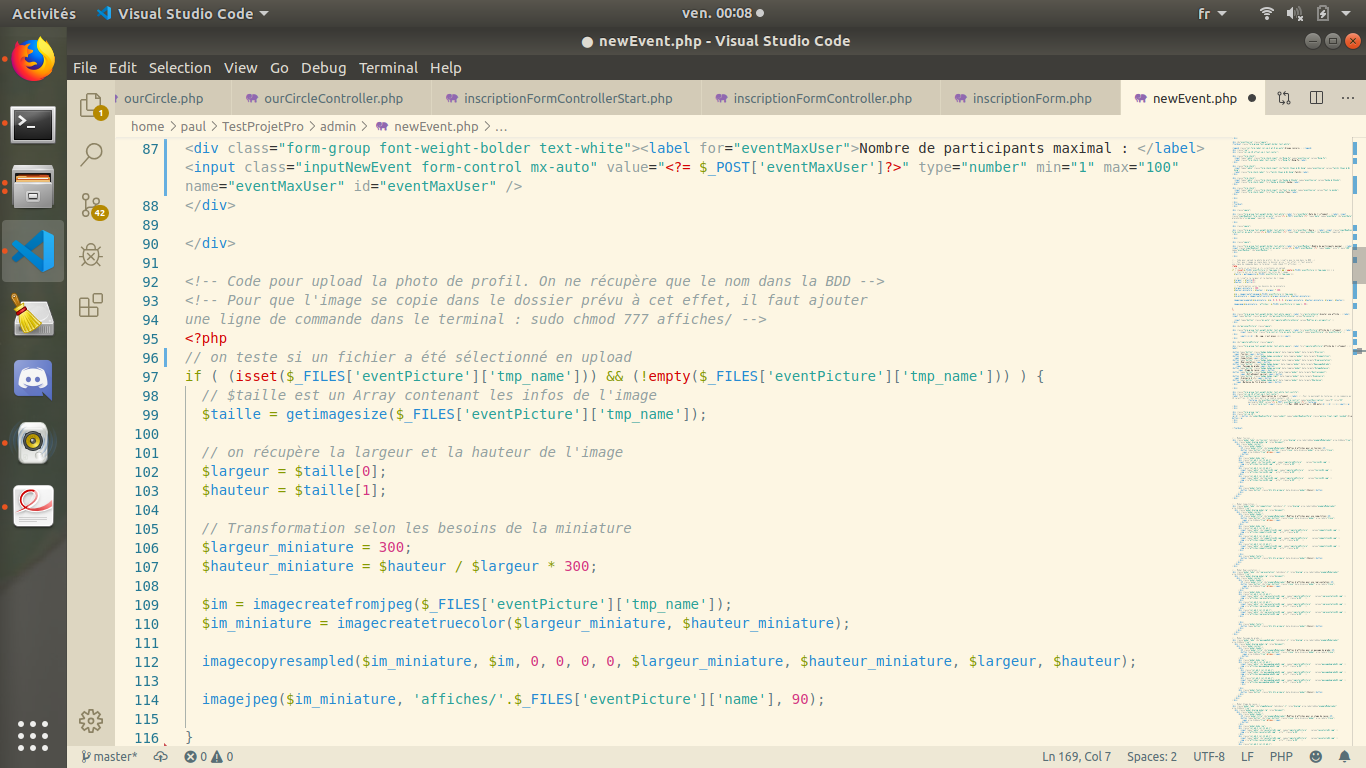 Activités Visual Studio Code ven. 00:08 fr
newEvent.php - Visual Studio Code
File Edit Selection View Go Debug Terminal Help
ourCircle.php ourCircleController.php inscriptionFormControllerStart.php inscriptionFormController.php inscriptionForm.php newEvent.php
home > paul > TestProjetPro > admin > newEvent.php > ...
1
42
87 <div class="form-group font-weight-bolder text-white"><label for="eventMaxUser">Nombre de participants maximal : </label>
<input class="inputNewEvent form-control mx-auto" value="<?= $_POST['eventMaxUser']?>" type="number" min="1" max="100"
name="eventMaxUser" id="eventMaxUser" />
88 </div>
89
90 </div>
91
92 <!-- Code pour upload la photo de profil. On ne récupère que le nom dans la BDD -->
93 <!-- Pour que l'image se copie dans le dossier prévu à cet effet, il faut ajouter
94 une ligne de commande dans le terminal : sudo chmod 777 affiches/ -->
95 <?php
96 // on teste si un fichier a été sélectionné en upload
97 if ( (isset($_FILES['eventPicture']['tmp_name'])) && (!empty($_FILES['eventPicture']['tmp_name'])) ) {
98 // $taille est un Array contenant les infos de l'image
99 $taille = getimagesize($_FILES['eventPicture']['tmp_name']);
100
101 // on récupère la largeur et la hauteur de l'image
102 $largeur = $taille[0];
103 $hauteur = $taille[1];
104
105 // Transformation selon les besoins de la miniature
106 $largeur_miniature = 300;
107 $hauteur_miniature = $hauteur / $largeur * 300;
108
109 $im = imagecreatefromjpeg($_FILES['eventPicture']['tmp_name']);
110 $im_miniature = imagecreatetruecolor($largeur_miniature, $hauteur_miniature);
111
112 imagecopyresampled($im_miniature, $im, 0, 0, 0, 0, $largeur_miniature, $hauteur_miniature, $largeur, $hauteur);
113
114 imagejpeg($im_miniature, 'affiches/'.$_FILES['eventPicture']['name'], 90);
115
116 }
master* 0 0 Ln 169, Col 7 Spaces: 2 UTF-8 LF PHP